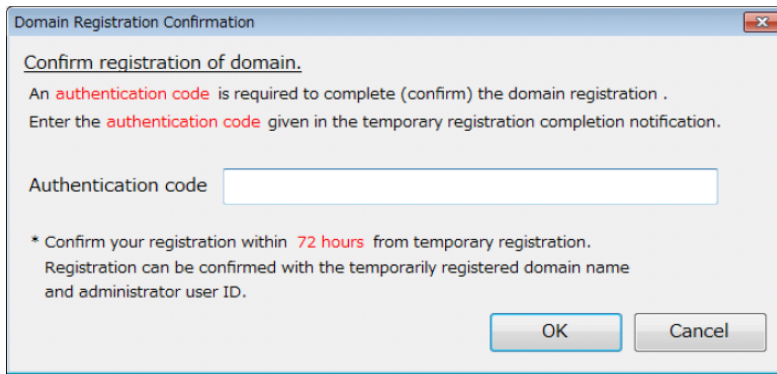 Domain Registration Confirmation
Confirm registration of domain.
An authentication code is required to complete (confirm) the domain registration .
Enter the authentication code given in the temporary registration completion notification.
Authentication code
* Confirm your registration within 72 hours from temporary registration.
Registration can be confirmed with the temporarily registered domain name
and administrator user ID.
OK Cancel